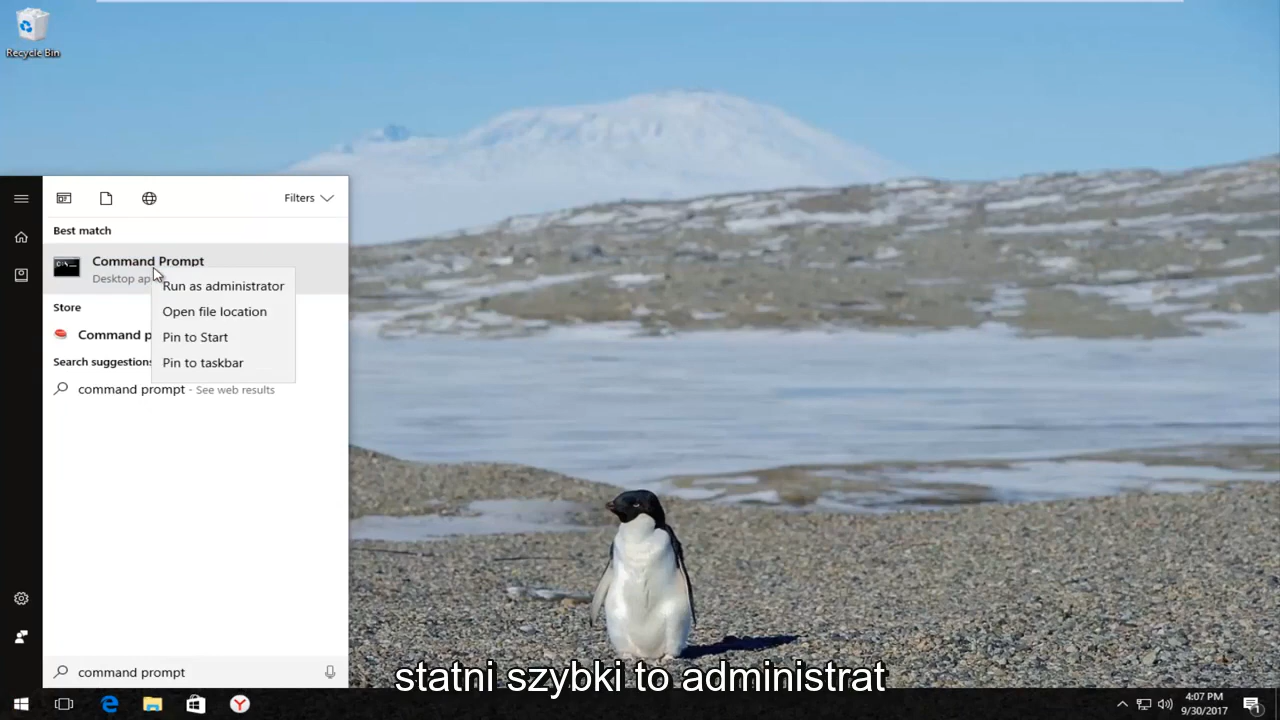 Recycle Bin
Filters
Best match
Command Prompt
Desktop ap
Run as administrator
Open file location
Pin to Start
Pin to taskbar
Store
Command p
Search suggestions
command prompt - See web results
command prompt
statni szybki to administrat
4:07 PM
9/30/2017